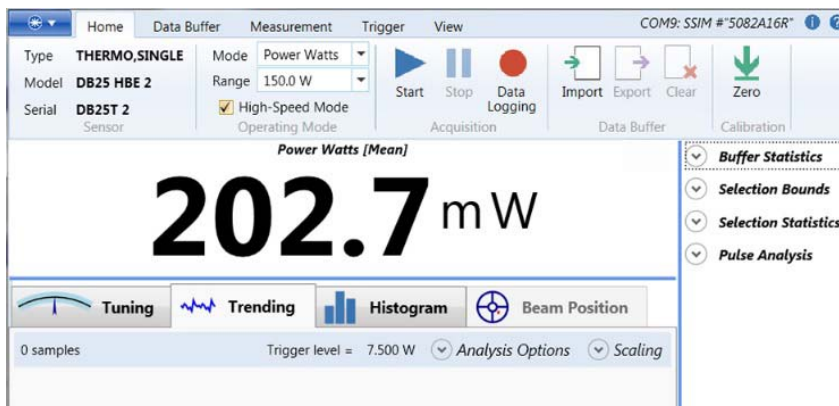 Home Data Buffer Measurement Trigger View COM9: SSIM #"5082A16R"
Type THERMO,SINGLE
Model DB25 HBE 2
Serial DB25T 2
Sensor
Mode Power Watts
Range 150.0 W
High-Speed Mode
Operating Mode
Start Stop Data Logging
Acquisition
Import Export Clear
Data Buffer
Zero
Calibration
Power Watts [Mean]
202.7 mW
Buffer Statistics
Selection Bounds
Selection Statistics
Pulse Analysis
Tuning Trending Histogram Beam Position
0 samples Trigger level = 7.500 W Analysis Options Scaling